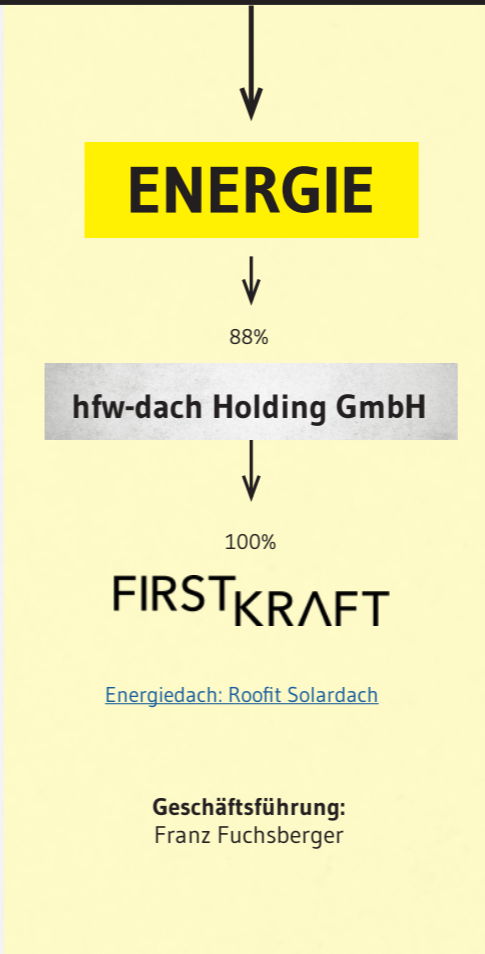 ENERGIE
88%
hfw-dach Holding GmbH
100%
FIRSTKRAFT
Energiedach: Roofit Solardach
Geschäftsführung:
Franz Fuchsberger